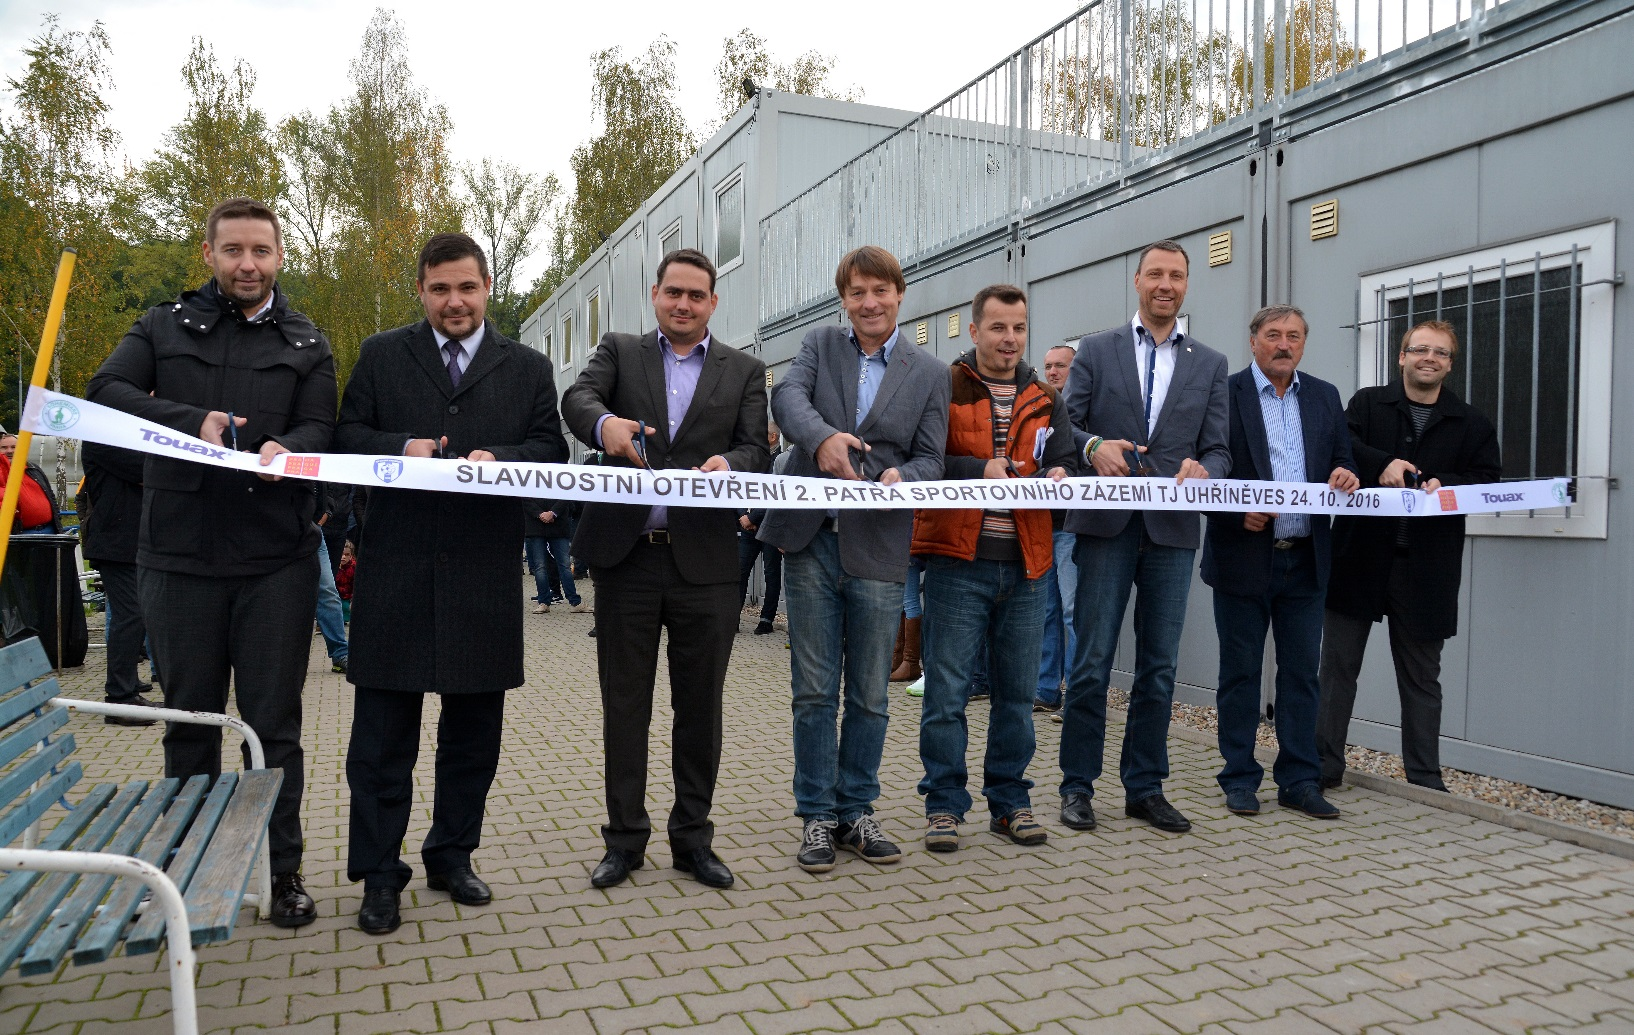 Touax SLAVNOSTNÍ OTEVŘENÍ 2. PATRA SPORTOVNÍHO ZÁZEMÍ TJ UHŘÍNĚVES 24. 10. 2016 Touax